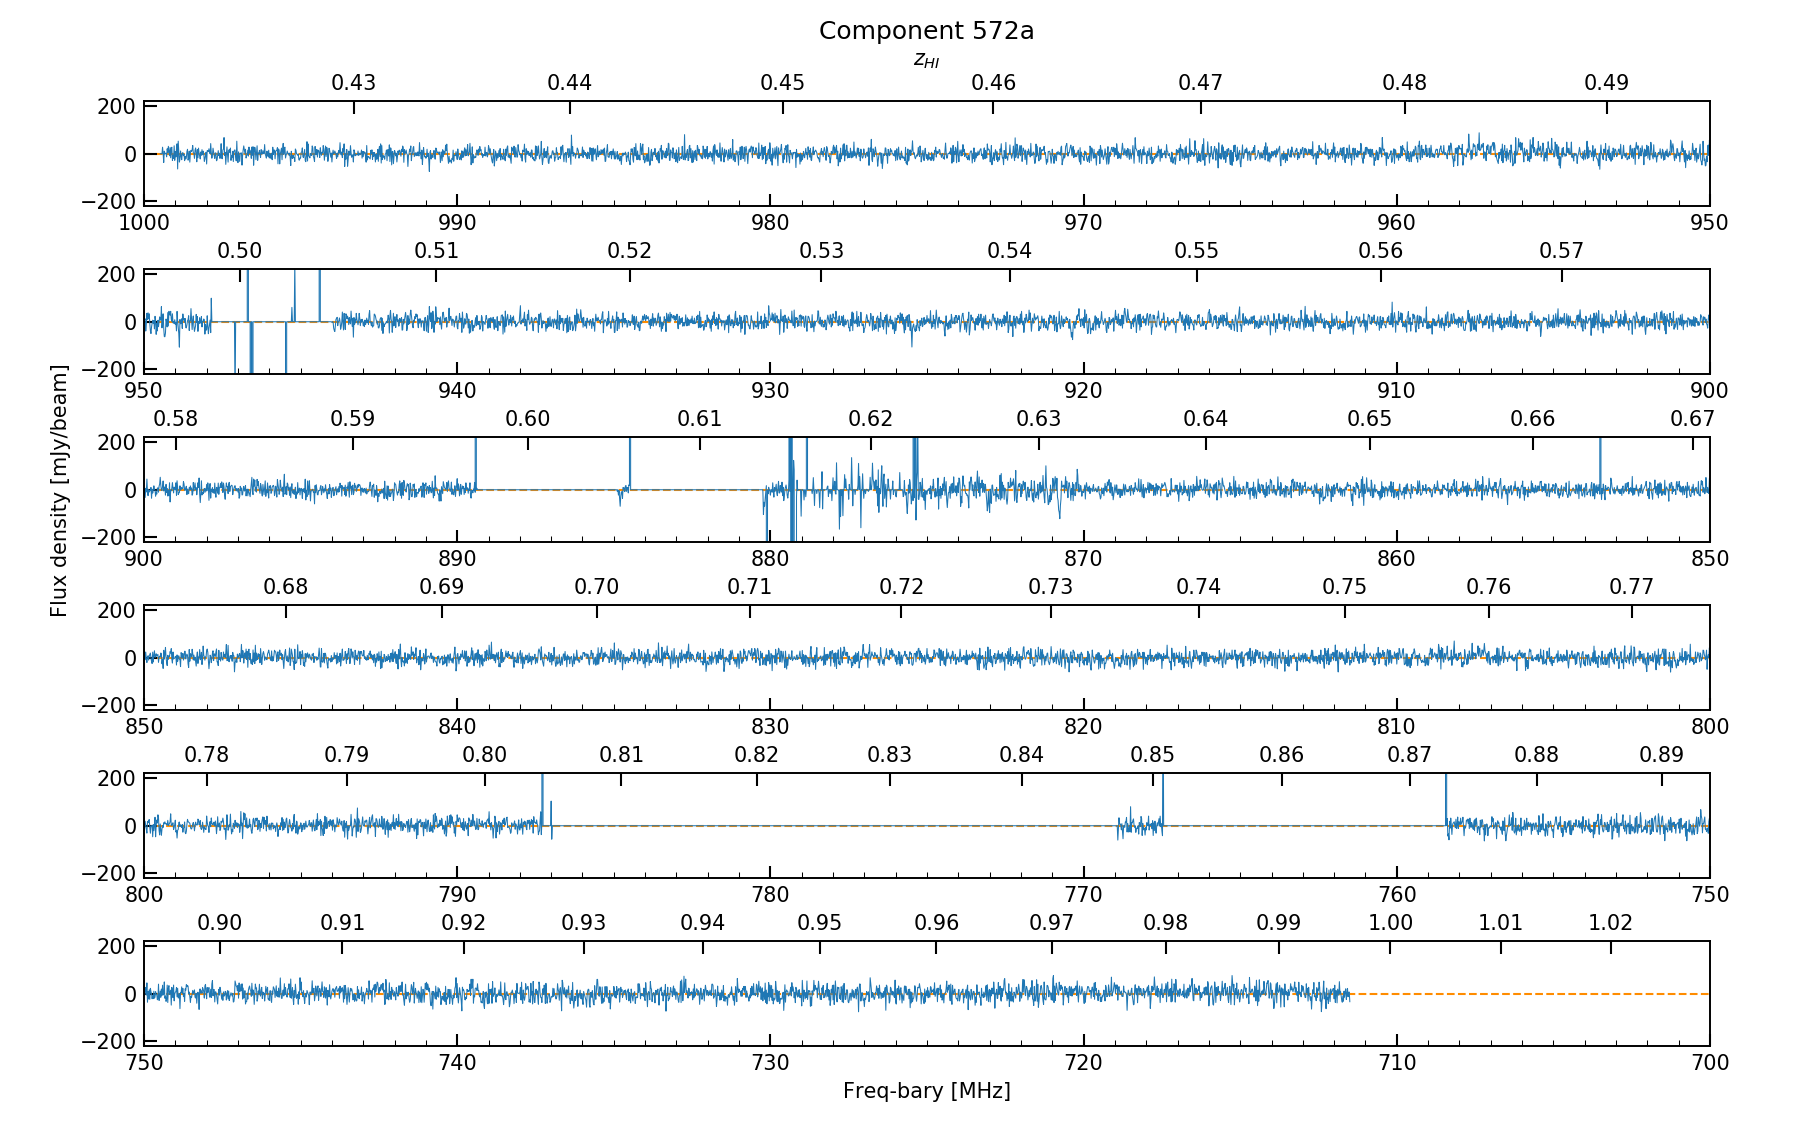 Component 572a
z_HI
0.43 0.44 0.45 0.46 0.47 0.48 0.49
200
0
−200
1000 990 980 970 960 950
0.50 0.51 0.52 0.53 0.54 0.55 0.56 0.57
200
0
−200
950 940 930 920 910 900
0.58 0.59 0.60 0.61 0.62 0.63 0.64 0.65 0.66 0.67
200
0
−200
900 890 880 870 860 850
Flux density [mJy/beam]
0.68 0.69 0.70 0.71 0.72 0.73 0.74 0.75 0.76 0.77
200
0
−200
850 840 830 820 810 800
0.78 0.79 0.80 0.81 0.82 0.83 0.84 0.85 0.86 0.87 0.88 0.89
200
0
−200
800 790 780 770 760 750
0.90 0.91 0.92 0.93 0.94 0.95 0.96 0.97 0.98 0.99 1.00 1.01 1.02
200
0
−200
750 740 730 720 710 700
Freq-bary [MHz]